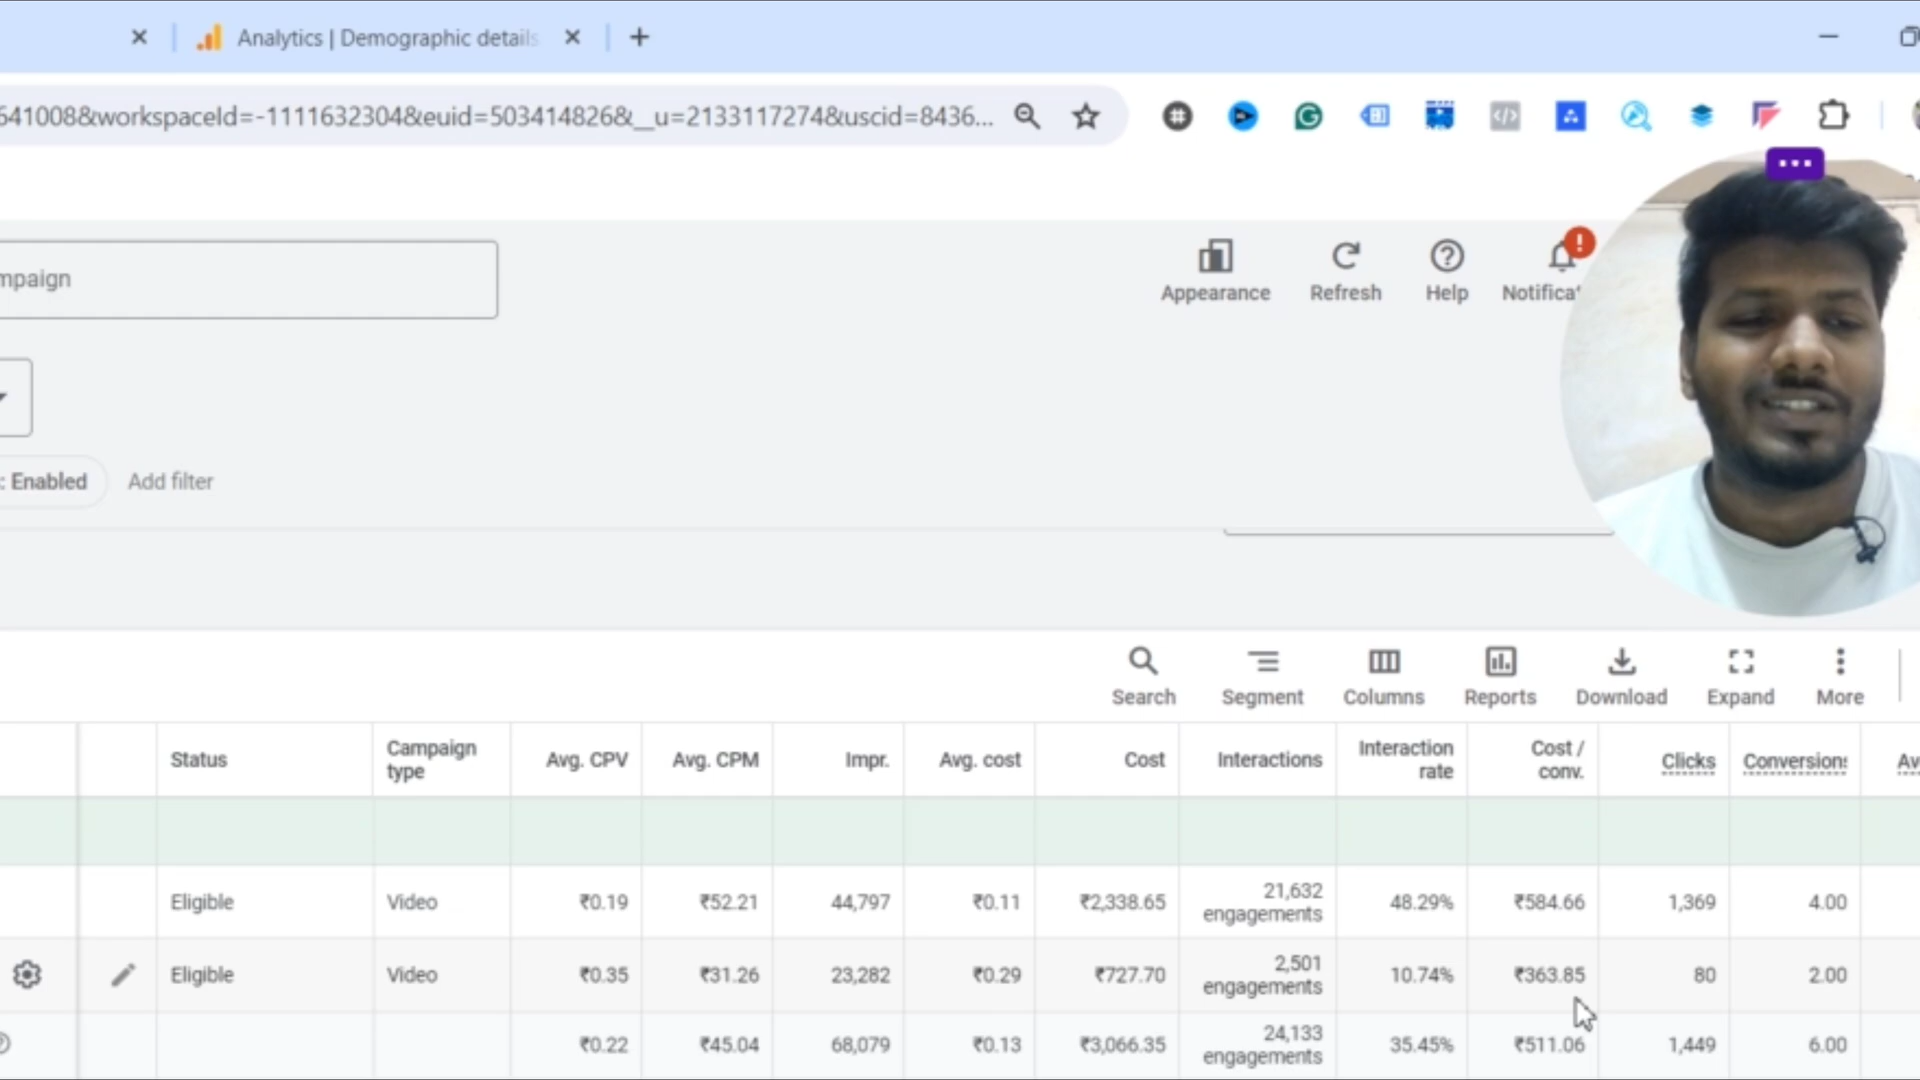 Analytics | Demographic details
641008&workspaceId=-1111632304&euid=503414826&__u=2133117274&uscid=8436...
mpaign
Appearance Refresh Help Notificat
: Enabled Add filter
Search Segment Columns Reports Download Expand More
Status Campaign type Avg. CPV Avg. CPM Impr. Avg. cost Cost Interactions Interaction rate Cost / conv. Clicks Conversions Av
Eligible Video ₹0.19 ₹52.21 44,797 ₹0.11 ₹2,338.65 21,632 engagements 48.29% ₹584.66 1,369 4.00
Eligible Video ₹0.35 ₹31.26 23,282 ₹0.29 ₹727.70 2,501 engagements 10.74% ₹363.85 80 2.00
₹0.22 ₹45.04 68,079 ₹0.13 ₹3,066.35 24,133 engagements 35.45% ₹511.06 1,449 6.00